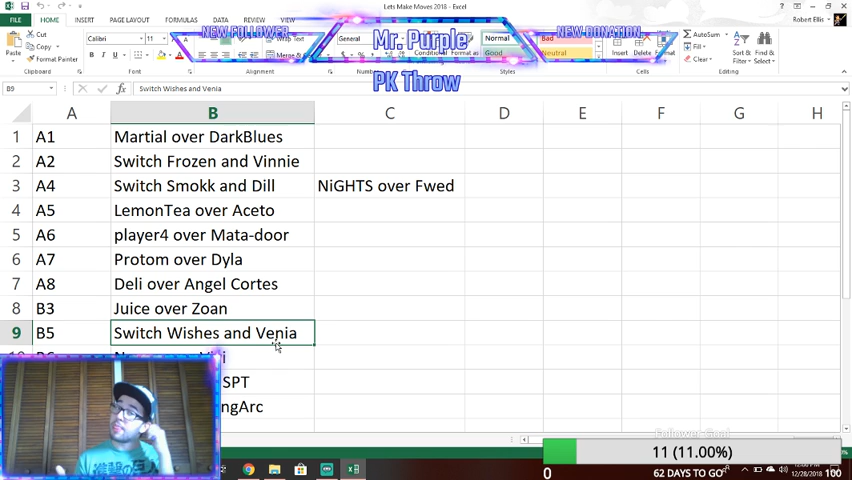 Lets Make Moves 2018 - Excel
FILE HOME INSERT PAGE LAYOUT FORMULAS DATA REVIEW VIEW Robert Ellis
NEW FOLLOWER Mr. Purple NEW DONATION
PK Throw
Cut
Copy
Format Painter
Paste
Clipboard
Calibri
Font
Alignment
Merge
General
Number
Normal Bad
Good Neutral
Styles
Cells
AutoSum
Fill
Clear
Sort &
Filter
Find &
Select
Editing
B9 Switch Wishes and Venia
A B C D E F G H
1 A1 Martial over DarkBlues
2 A2 Switch Frozen and Vinnie
3 A4 Switch Smokk and Dill NiGHTS over Fwed
4 A5 LemonTea over Aceto
5 A6 player4 over Mata-door
6 A7 Protom over Dyla
7 A8 Deli over Angel Cortes
8 B3 Juice over Zoan
9 B5 Switch Wishes and Venia
SPT
ngArc
Follower Goal
11 (11.00%)
0 62 DAYS TO GO 100
12/28/2018